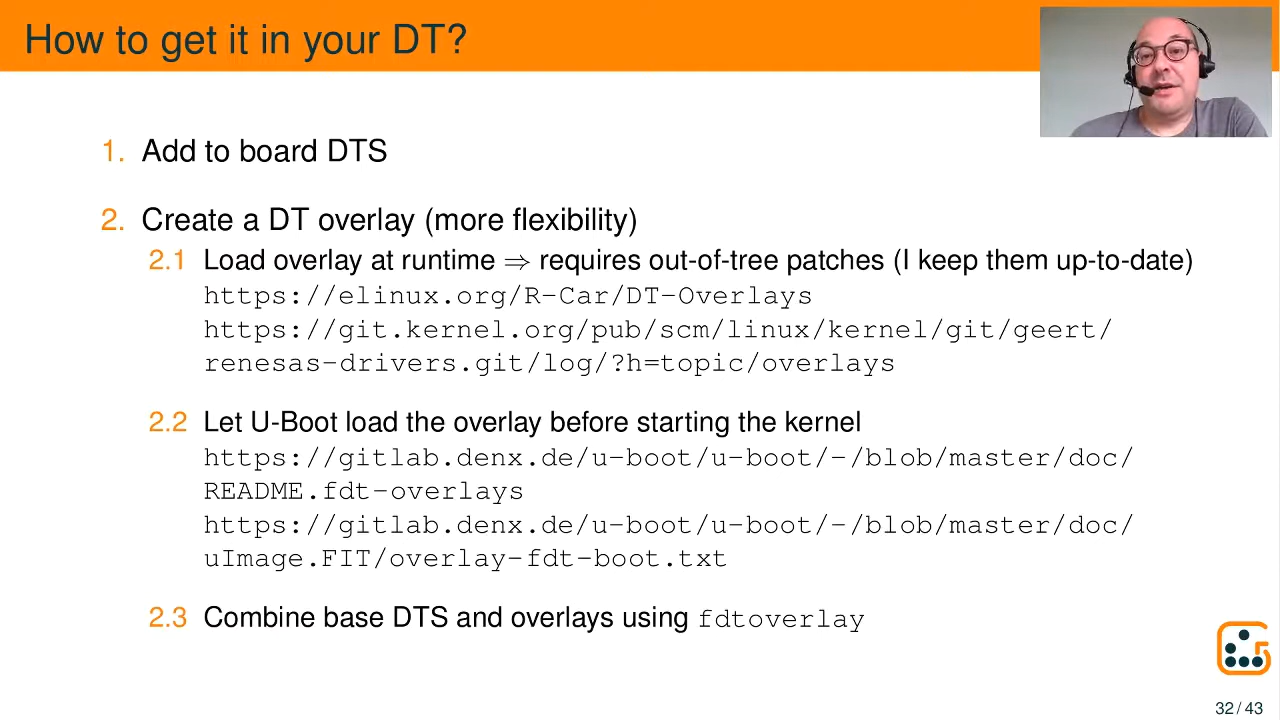 How to get it in your DT?
1. Add to board DTS
2. Create a DT overlay (more flexibility)
2.1 Load overlay at runtime ⇒ requires out-of-tree patches (I keep them up-to-date)
https://elinux.org/R-Car/DT-Overlays
https://git.kernel.org/pub/scm/linux/kernel/git/geert/
renesas-drivers.git/log/?h=topic/overlays
2.2 Let U-Boot load the overlay before starting the kernel
https://gitlab.denx.de/u-boot/u-boot/-/blob/master/doc/
README.fdt-overlays
https://gitlab.denx.de/u-boot/u-boot/-/blob/master/doc/
uImage.FIT/overlay-fdt-boot.txt
2.3 Combine base DTS and overlays using fdtoverlay
32 / 43